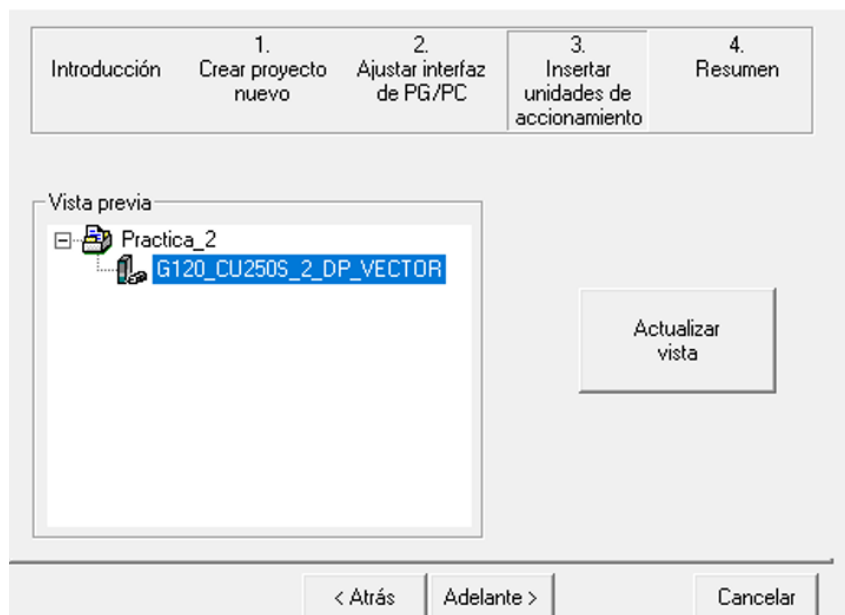 Introducción
1.
Crear proyecto
nuevo
2.
Ajustar interfaz
de PG/PC
3.
Insertar
unidades de
accionamiento
4.
Resumen
Vista previa
Practica_2
G120_CU250S_2_DP_VECTOR
Actualizar
vista
< Atrás
Adelante >
Cancelar